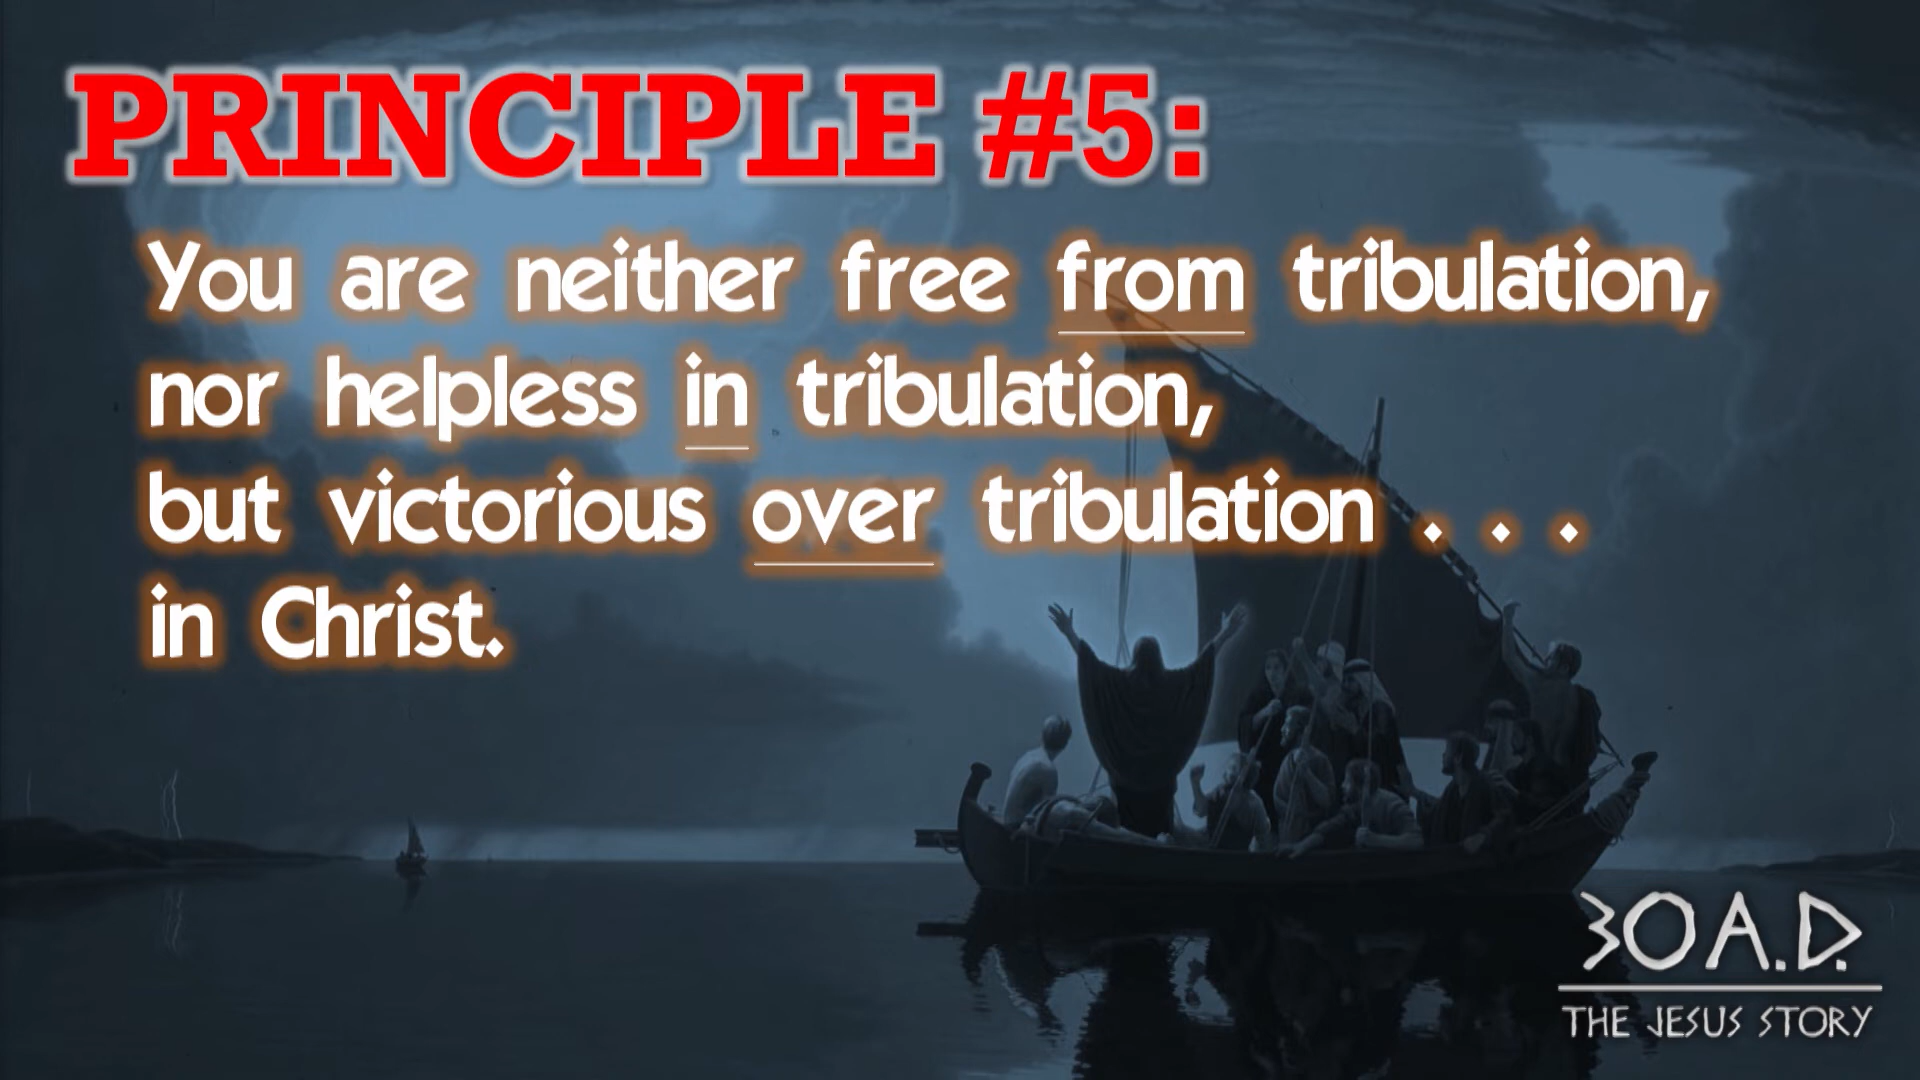 PRINCIPLE #5:
You are neither free from tribulation,
nor helpless in tribulation,
but victorious over tribulation . . .
in Christ.
30 A.D.
THE JESUS STORY